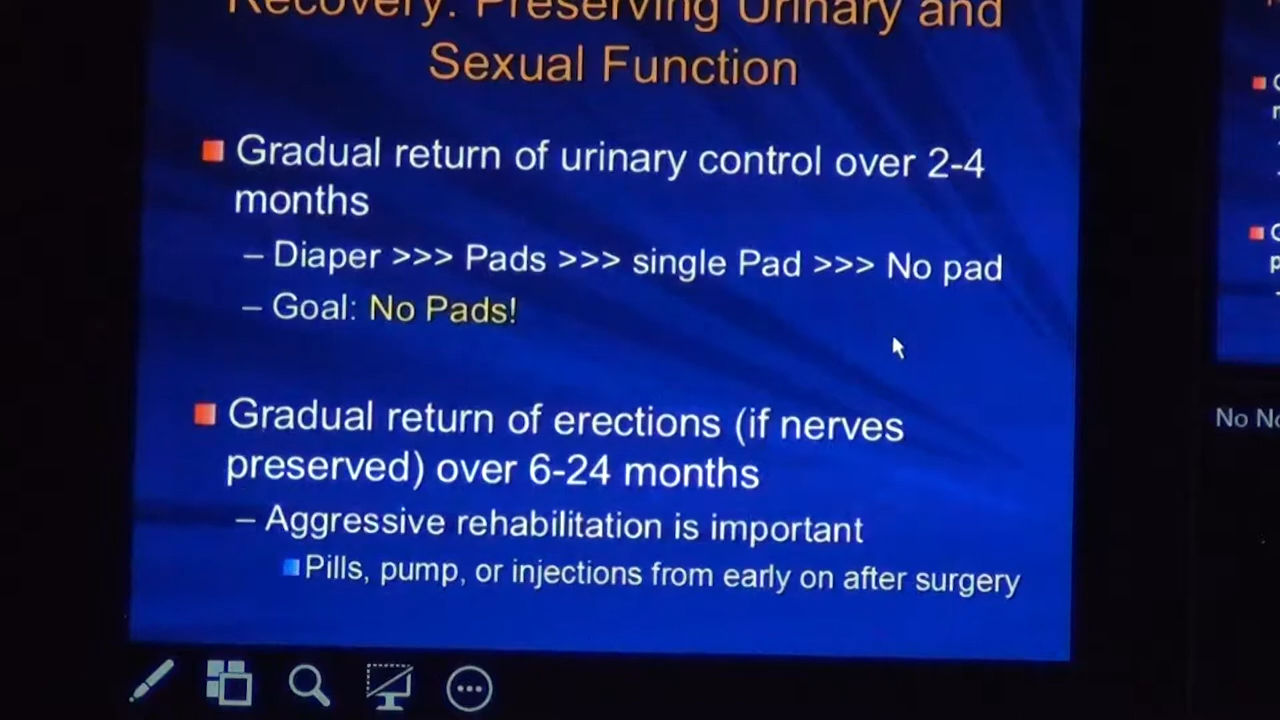 Recovery: Preserving Urinary and
Sexual Function
Gradual return of urinary control over 2-4
months
– Diaper >>> Pads >>> single Pad >>> No pad
– Goal: No Pads!
Gradual return of erections (if nerves
preserved) over 6-24 months
– Aggressive rehabilitation is important
Pills, pump, or injections from early on after surgery
No